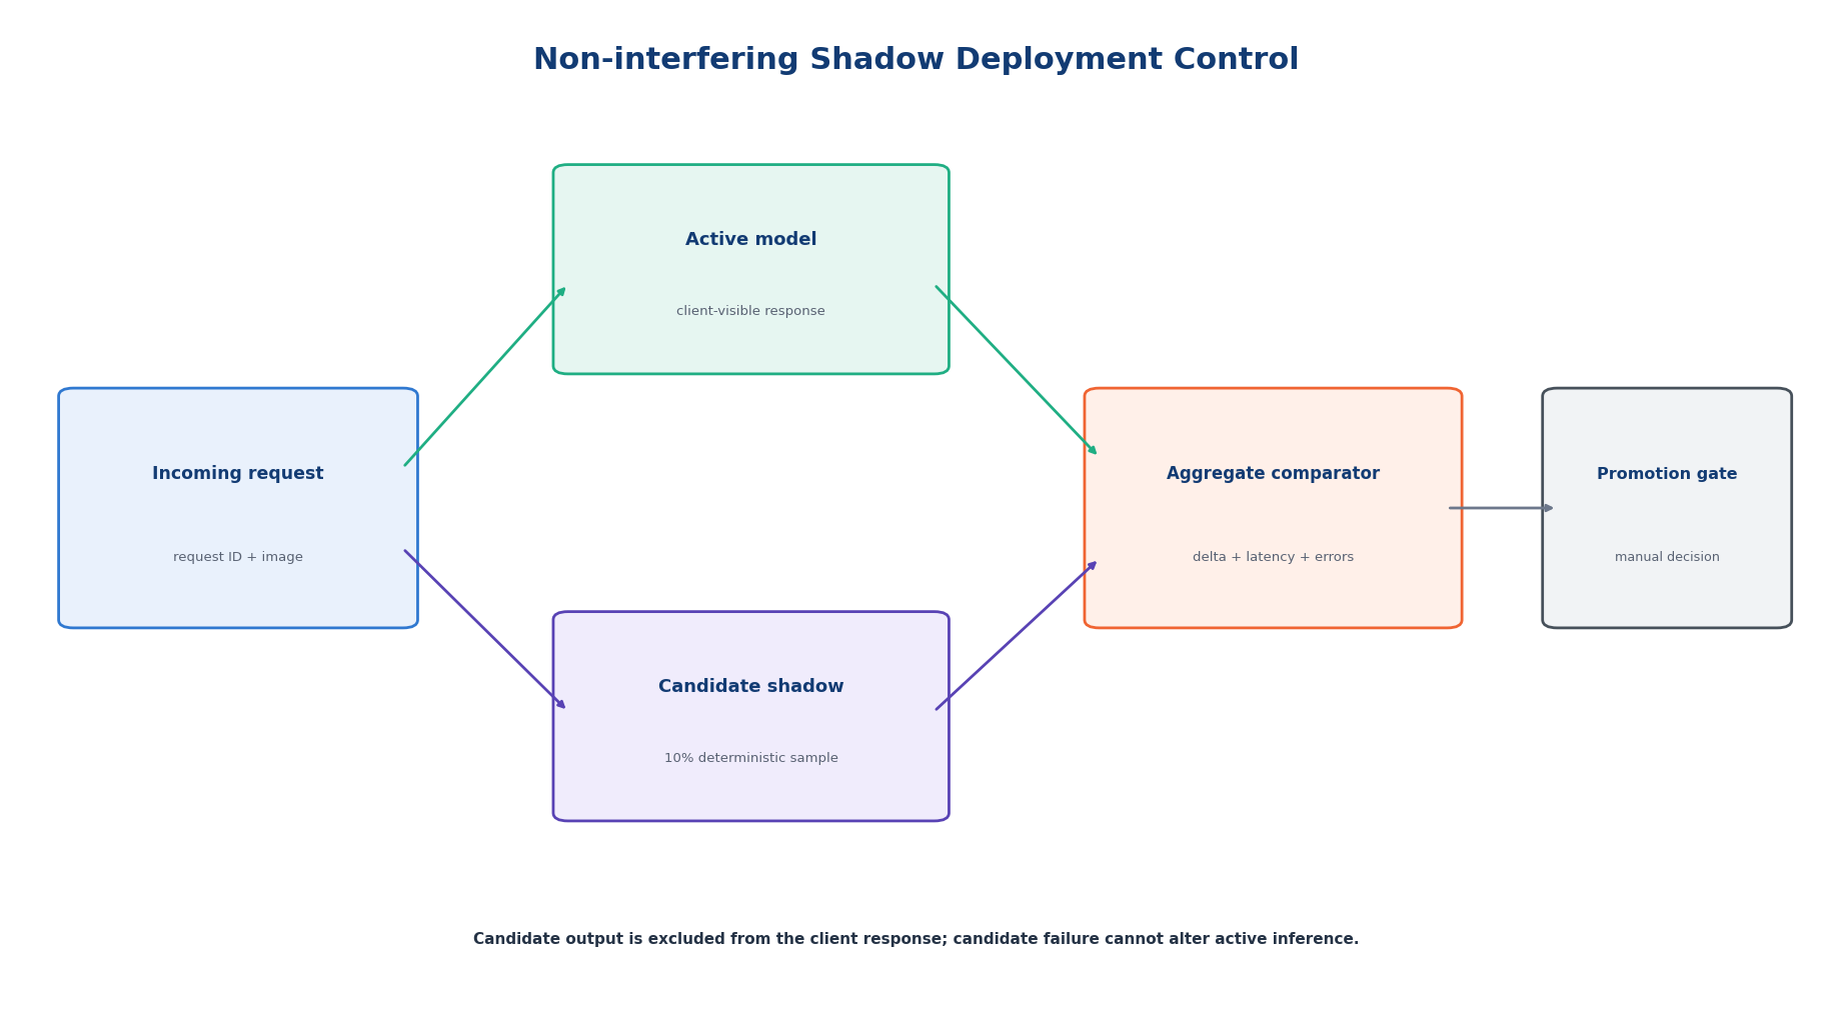 Non-interfering Shadow Deployment Control
Active model
client-visible response
Incoming request
request ID + image
Aggregate comparator
delta + latency + errors
Promotion gate
manual decision
Candidate shadow
10% deterministic sample
Candidate output is excluded from the client response; candidate failure cannot alter active inference.